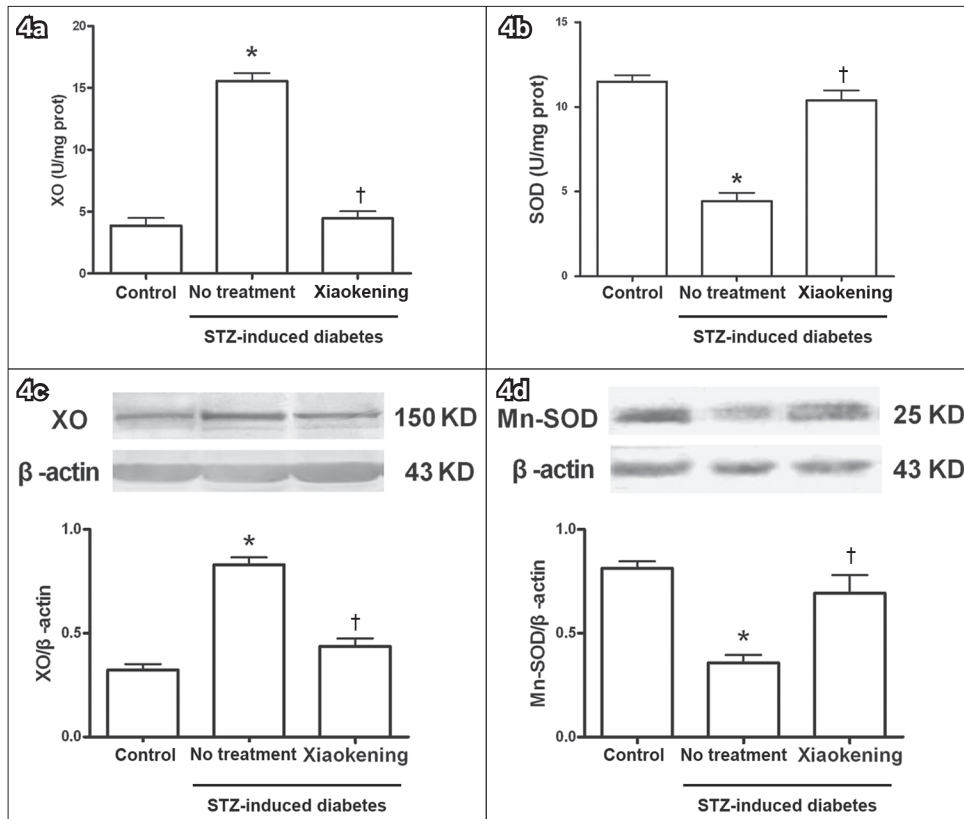 4a
20
15
10
5
0
XO (U/mg prot)
*
†
Control No treatment Xiaokening
STZ-induced diabetes
4b
15
10
5
0
SOD (U/mg prot)
*
†
Control No treatment Xiaokening
STZ-induced diabetes
4c
XO 150 KD
β -actin 43 KD
1.0
0.5
0.0
XO/β -actin
*
†
Control No treatment Xiaokening
STZ-induced diabetes
4d
Mn-SOD 25 KD
β -actin 43 KD
1.0
0.5
0.0
Mn-SOD/β -actin
*
†
Control No treatment Xiaokening
STZ-induced diabetes